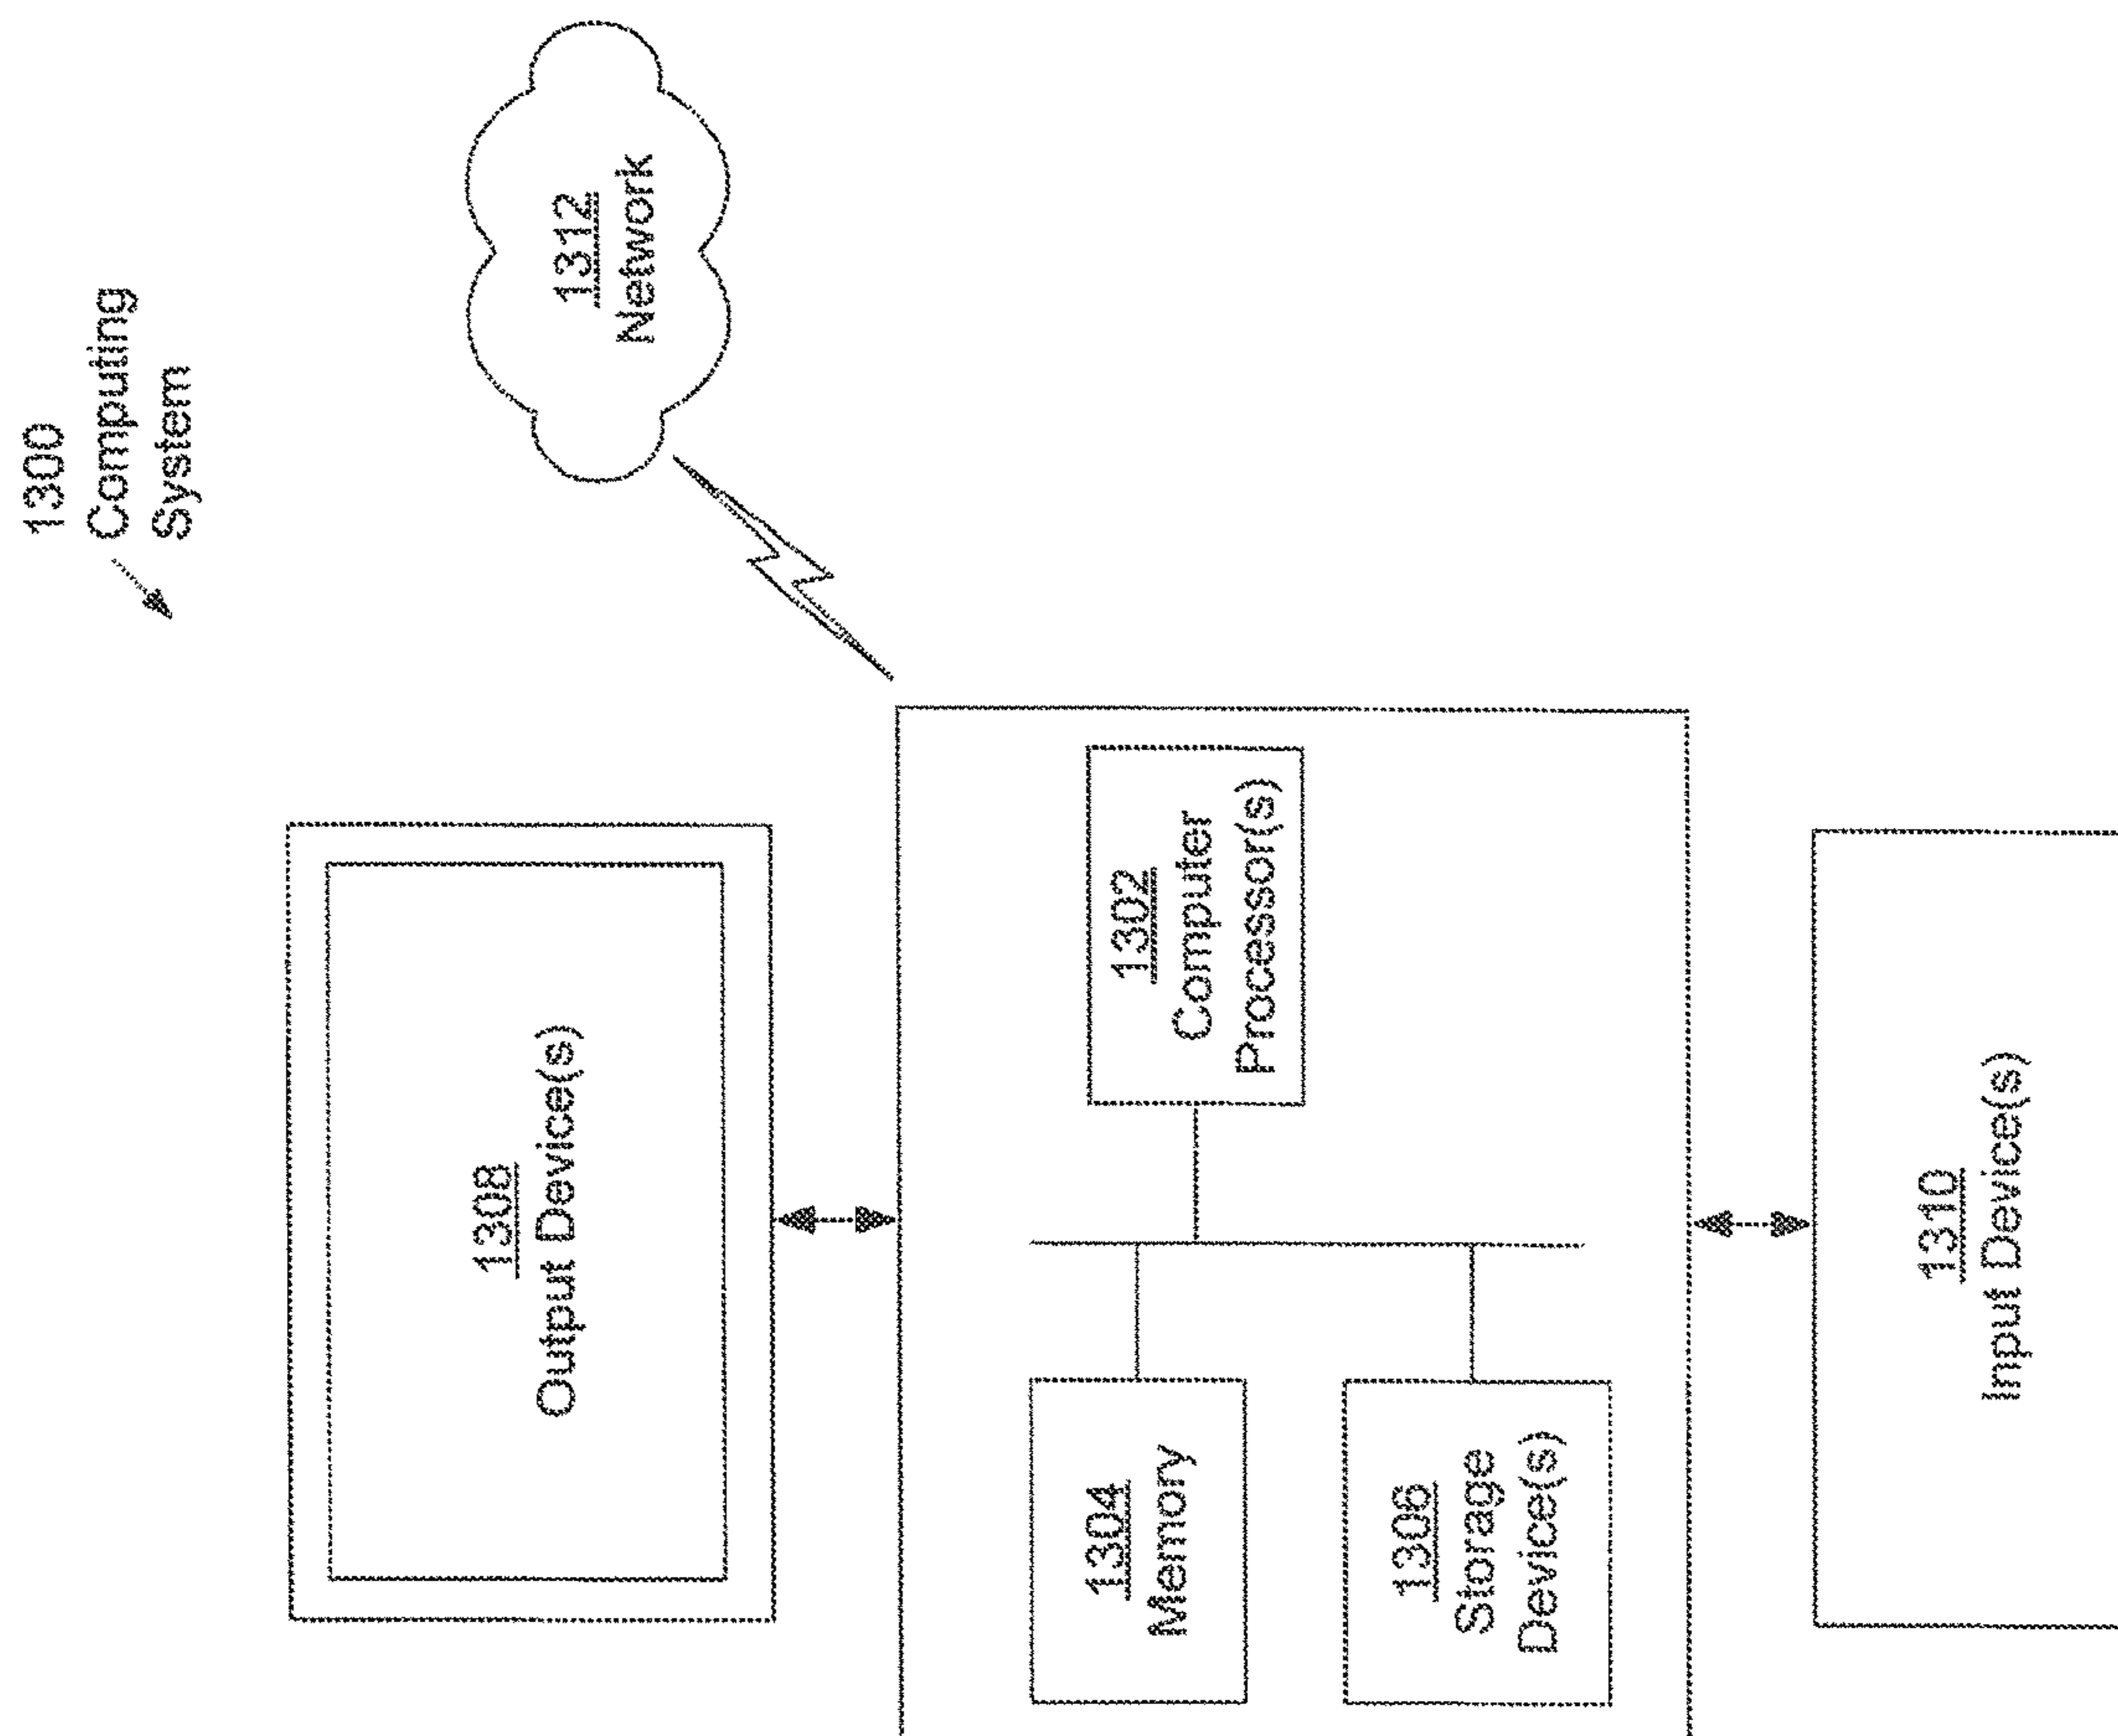 1300
Computing
System
1312
Network
1308
Output Device(s)
1302
Computer
Processor(s)
1304
Memory
1306
Storage
Device(s)
1310
Input Device(s)